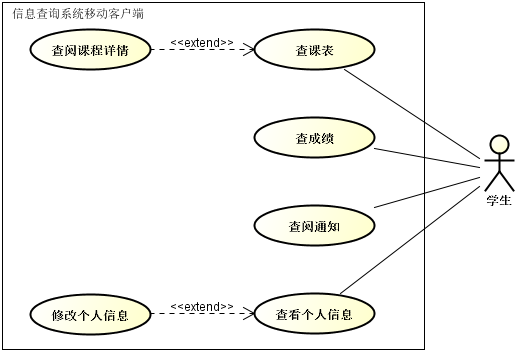 信息查询系统移动客户端
查阅课程详情
<<extend>>
查课表
查成绩
学生
查阅通知
修改个人信息
<<extend>>
查看个人信息